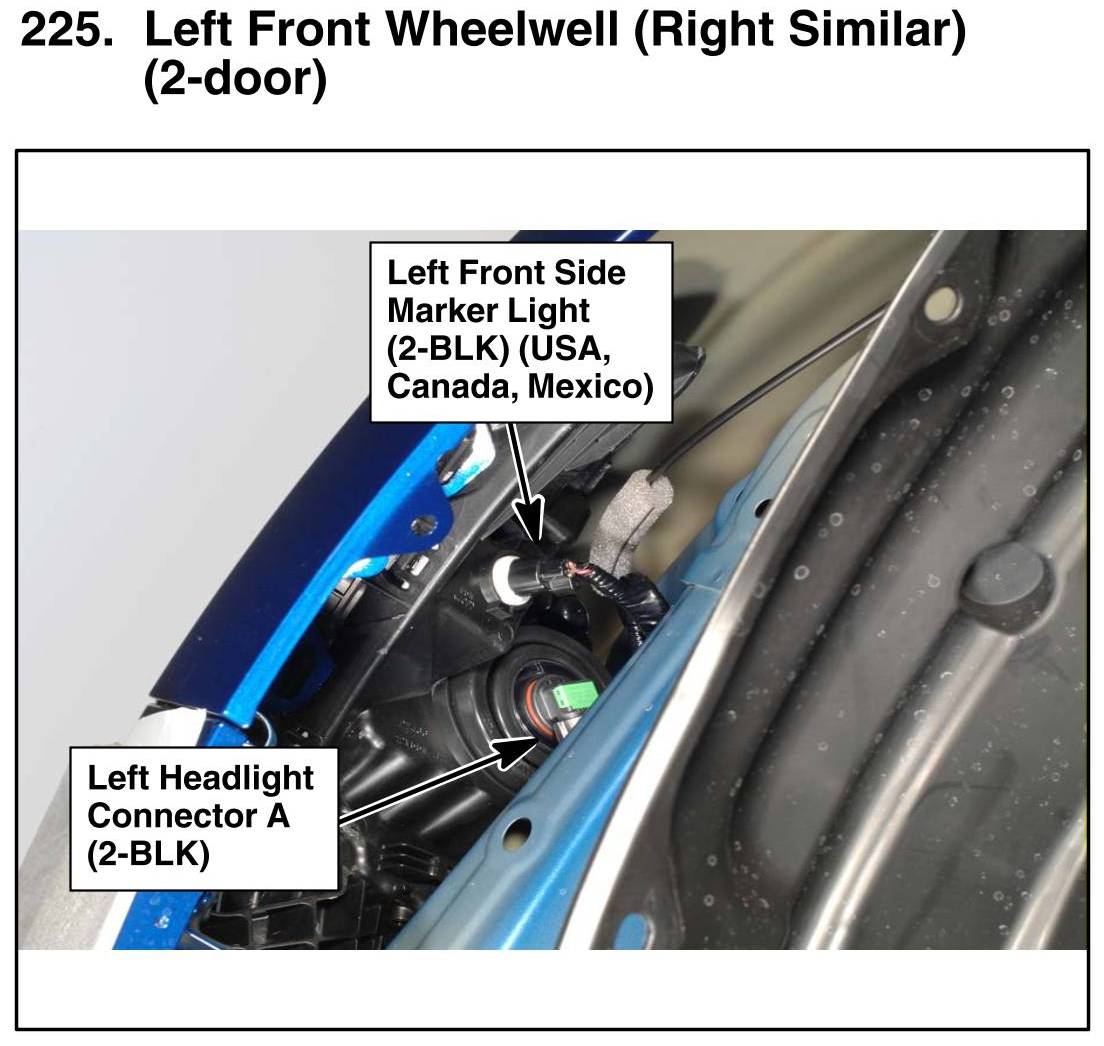 225. Left Front Wheelwell (Right Similar)
(2-door)
Left Front Side
Marker Light
(2-BLK) (USA,
Canada, Mexico)
Left Headlight
Connector A
(2-BLK)